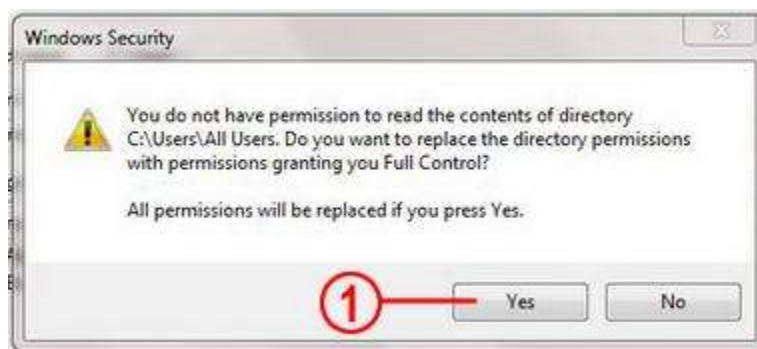 Windows Security
You do not have permission to read the contents of directory
C:\Users\All Users. Do you want to replace the directory permissions
with permissions granting you Full Control?
All permissions will be replaced if you press Yes.
1
Yes
No